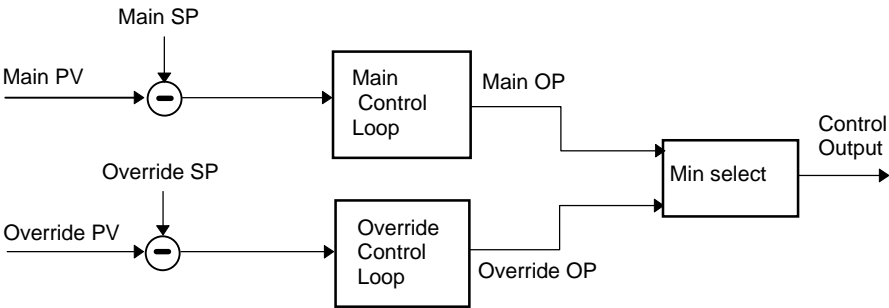 Main SP
Main PV
Main
Control
Loop
Main OP
Control
Output
Min select
Override SP
Override PV
Override
Control
Loop
Override OP